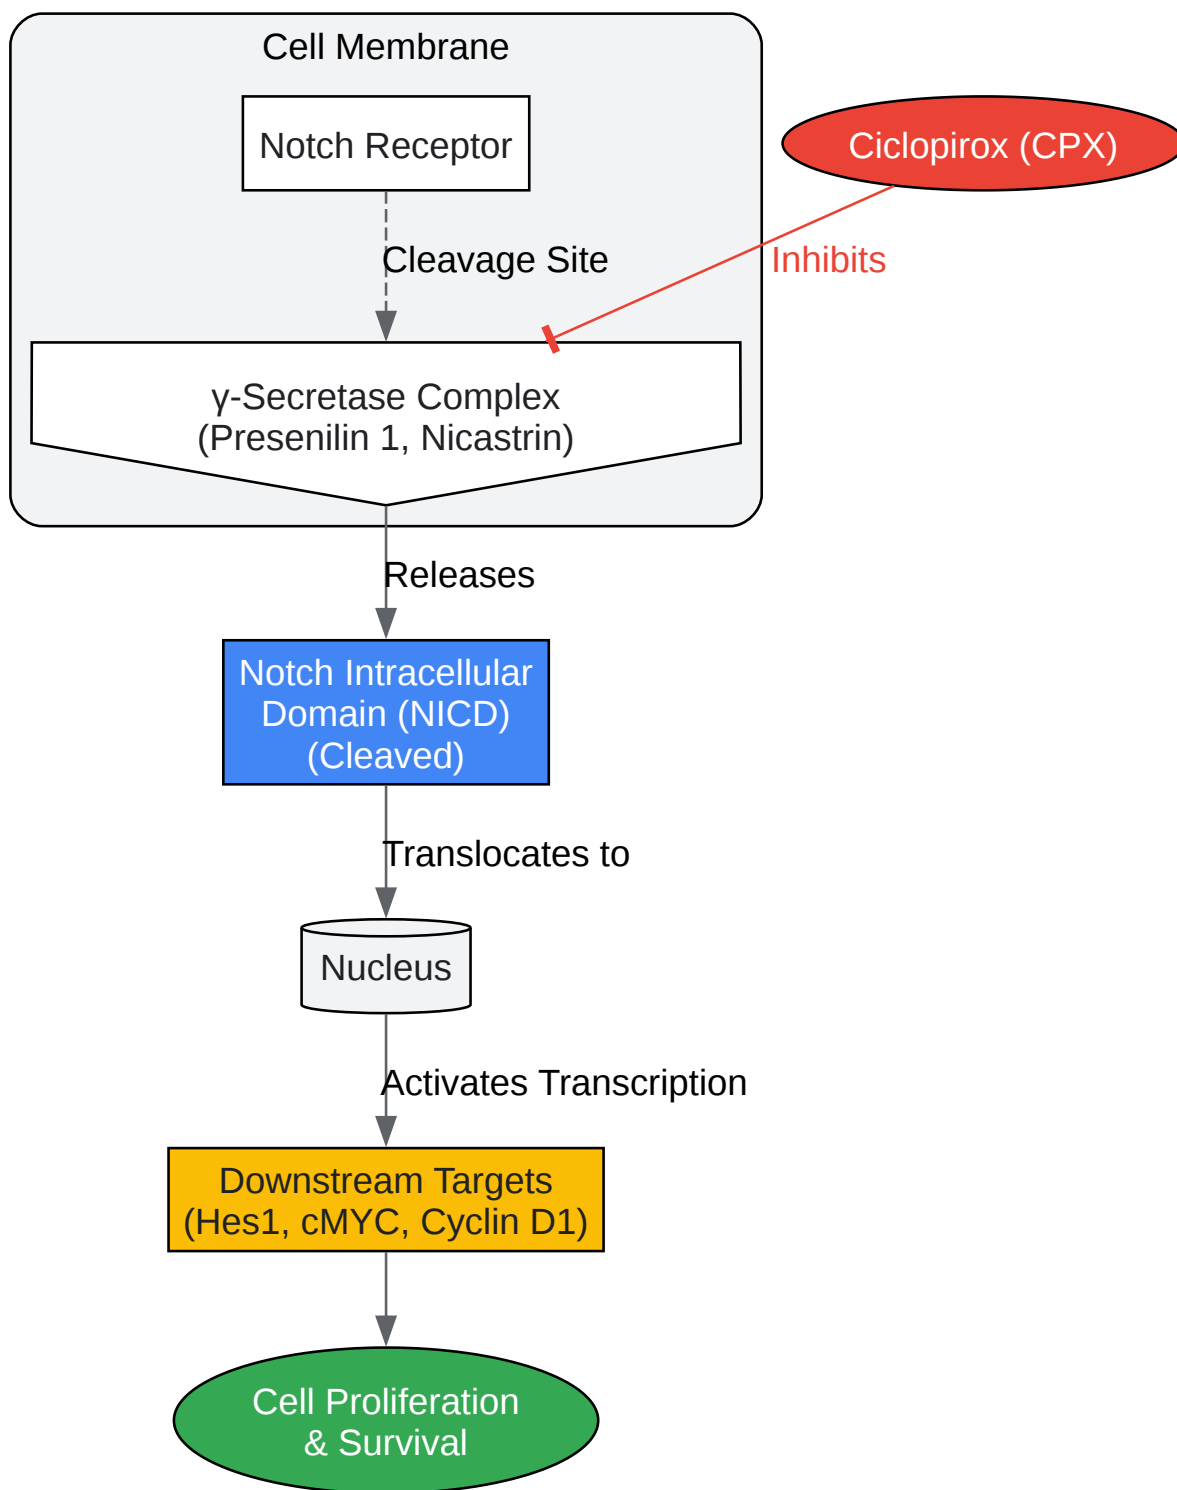 Cell Membrane
Notch Receptor
Ciclopirox (CPX)
Cleavage Site
Inhibits
γ-Secretase Complex
(Presenilin 1, Nicastrin)
Releases
Notch Intracellular
Domain (NICD)
(Cleaved)
Translocates to
Nucleus
Activates Transcription
Downstream Targets
(Hes1, cMYC, Cyclin D1)
Cell Proliferation
& Survival